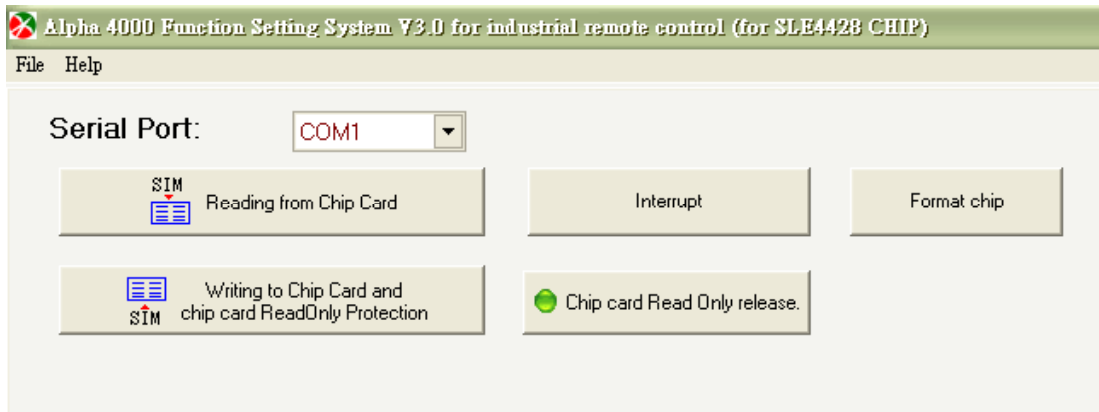 Alpha 4000 Function Setting System V3.0 for industrial remote control (for SLE4428 CHIP)
File Help
Serial Port: COM1
SIM
Reading from Chip Card
Interrupt
Format chip
Writing to Chip Card and
chip card ReadOnly Protection
SIM
Chip card Read Only release.